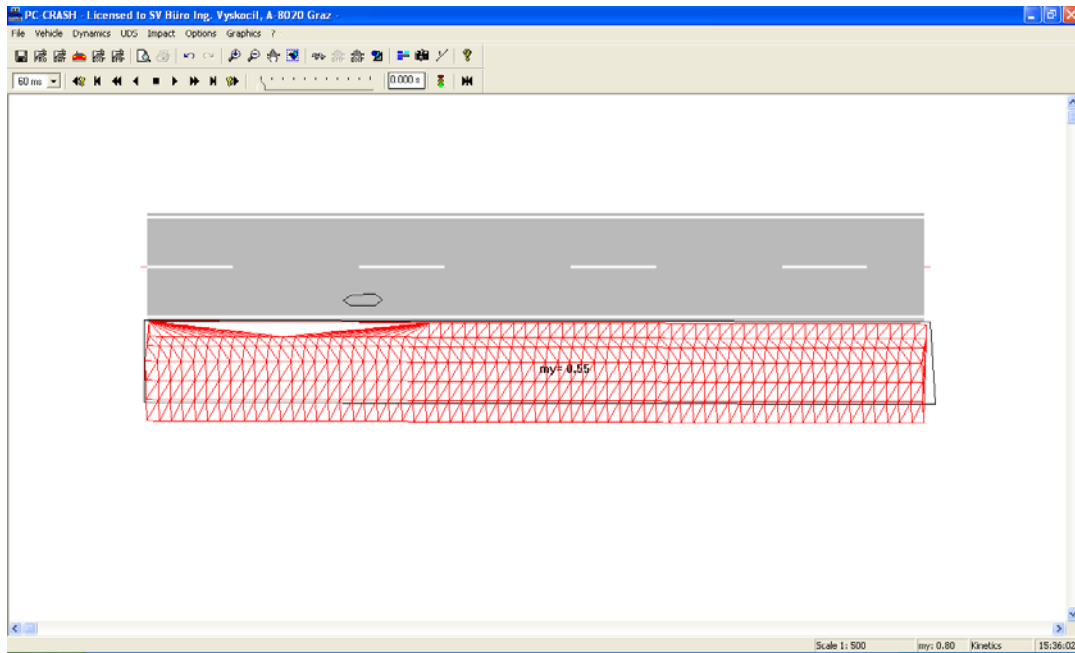 PC-CRASH - Licensed to SV Büro Ing. Vyskocil, A-8020 Graz -
File Vehicle Dynamics UDS Impact Options Graphics ?
60 ms 0.000 s
my= 0.55
Scale 1: 500 my: 0.80 Kinetics 15:36:02